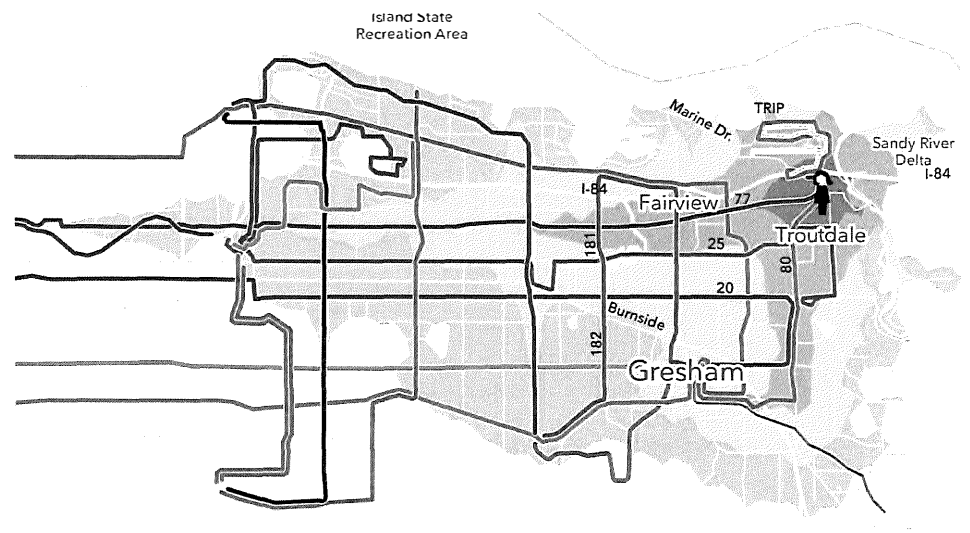 Island State
Recreation Area
Marine Dr.
TRIP
Sandy River
Delta
I-84
I-84
Fairview
77
181
25
Troutdale
80
20
Burnside
182
Gresham